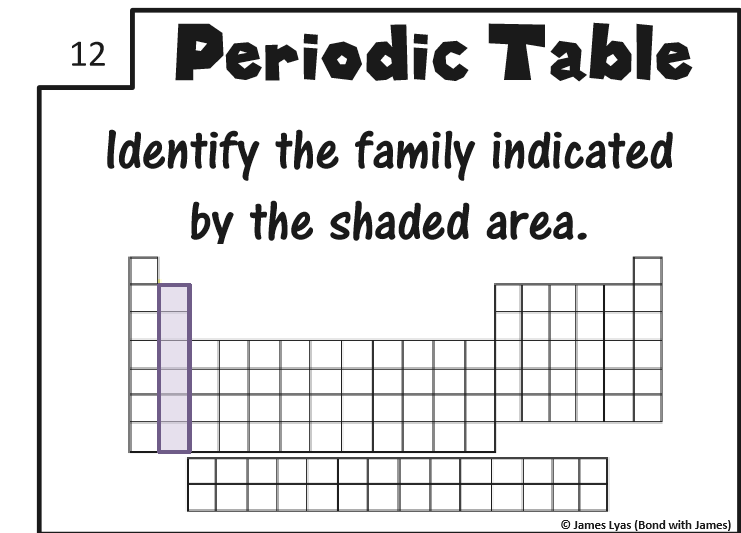 12
Periodic Table
Identify the family indicated
by the shaded area.
© James Lyas (Bond with James)